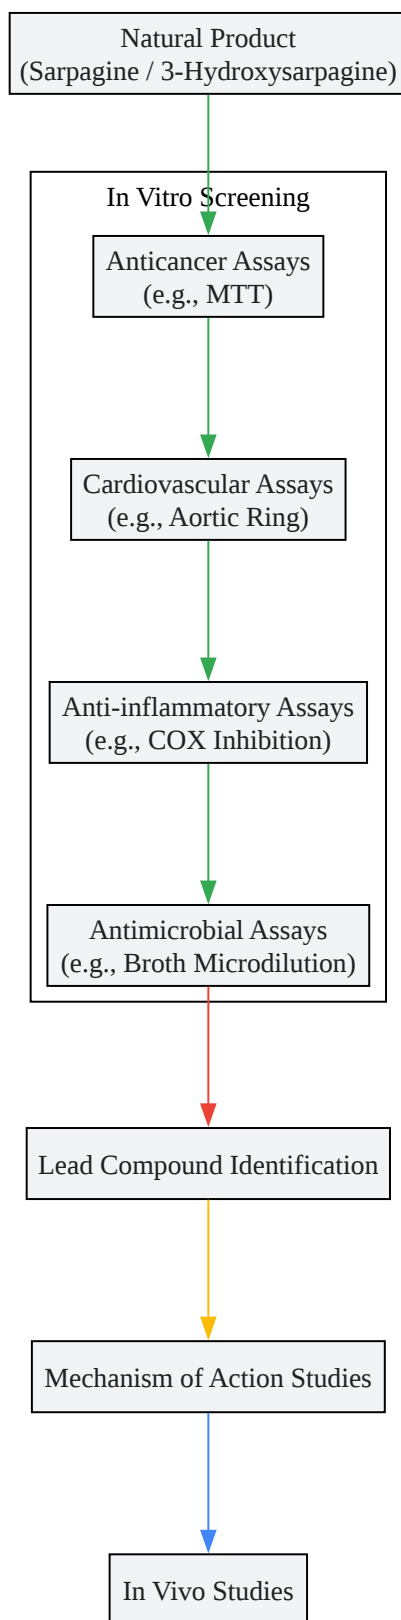 Natural Product
(Sarpagine / 3-Hydroxysarpagine)
In Vitro Screening
Anticancer Assays
(e.g., MTT)
Cardiovascular Assays
(e.g., Aortic Ring)
Anti-inflammatory Assays
(e.g., COX Inhibition)
Antimicrobial Assays
(e.g., Broth Microdilution)
Lead Compound Identification
Mechanism of Action Studies
In Vivo Studies